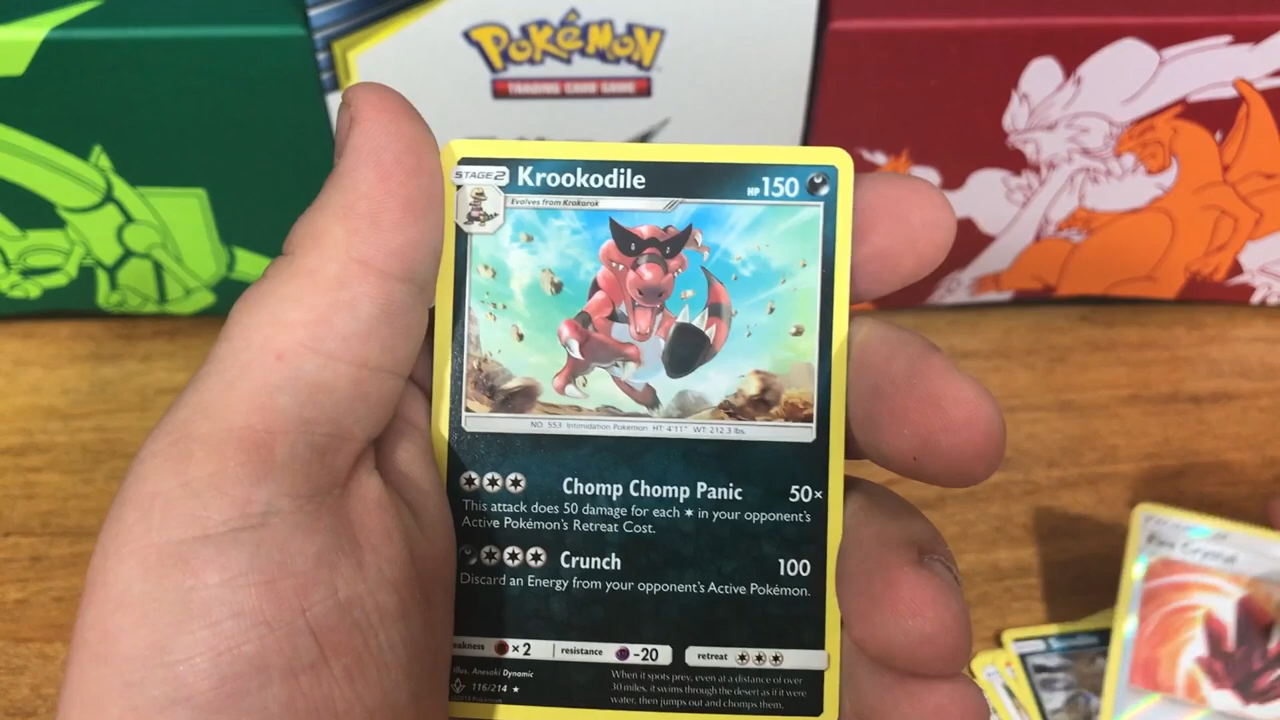 POKéMON
TRADING CARD GAME
STAGE2 Krookodile HP 150
Evolves from Krokorok
NO. 553 Intimidation Pokémon HT: 4'11" WT: 212.3 lbs.
Chomp Chomp Panic 50×
This attack does 50 damage for each in your opponent's
Active Pokémon's Retreat Cost.
Crunch 100
Discard an Energy from your opponent's Active Pokémon.
eakness ×2 resistance -20 retreat
Illus. Anesaki Dynamic
116/214 ★
When it spots prey, even at a distance of over
30 miles, it swims through the desert as if it were
water, then jumps out and chomps them.